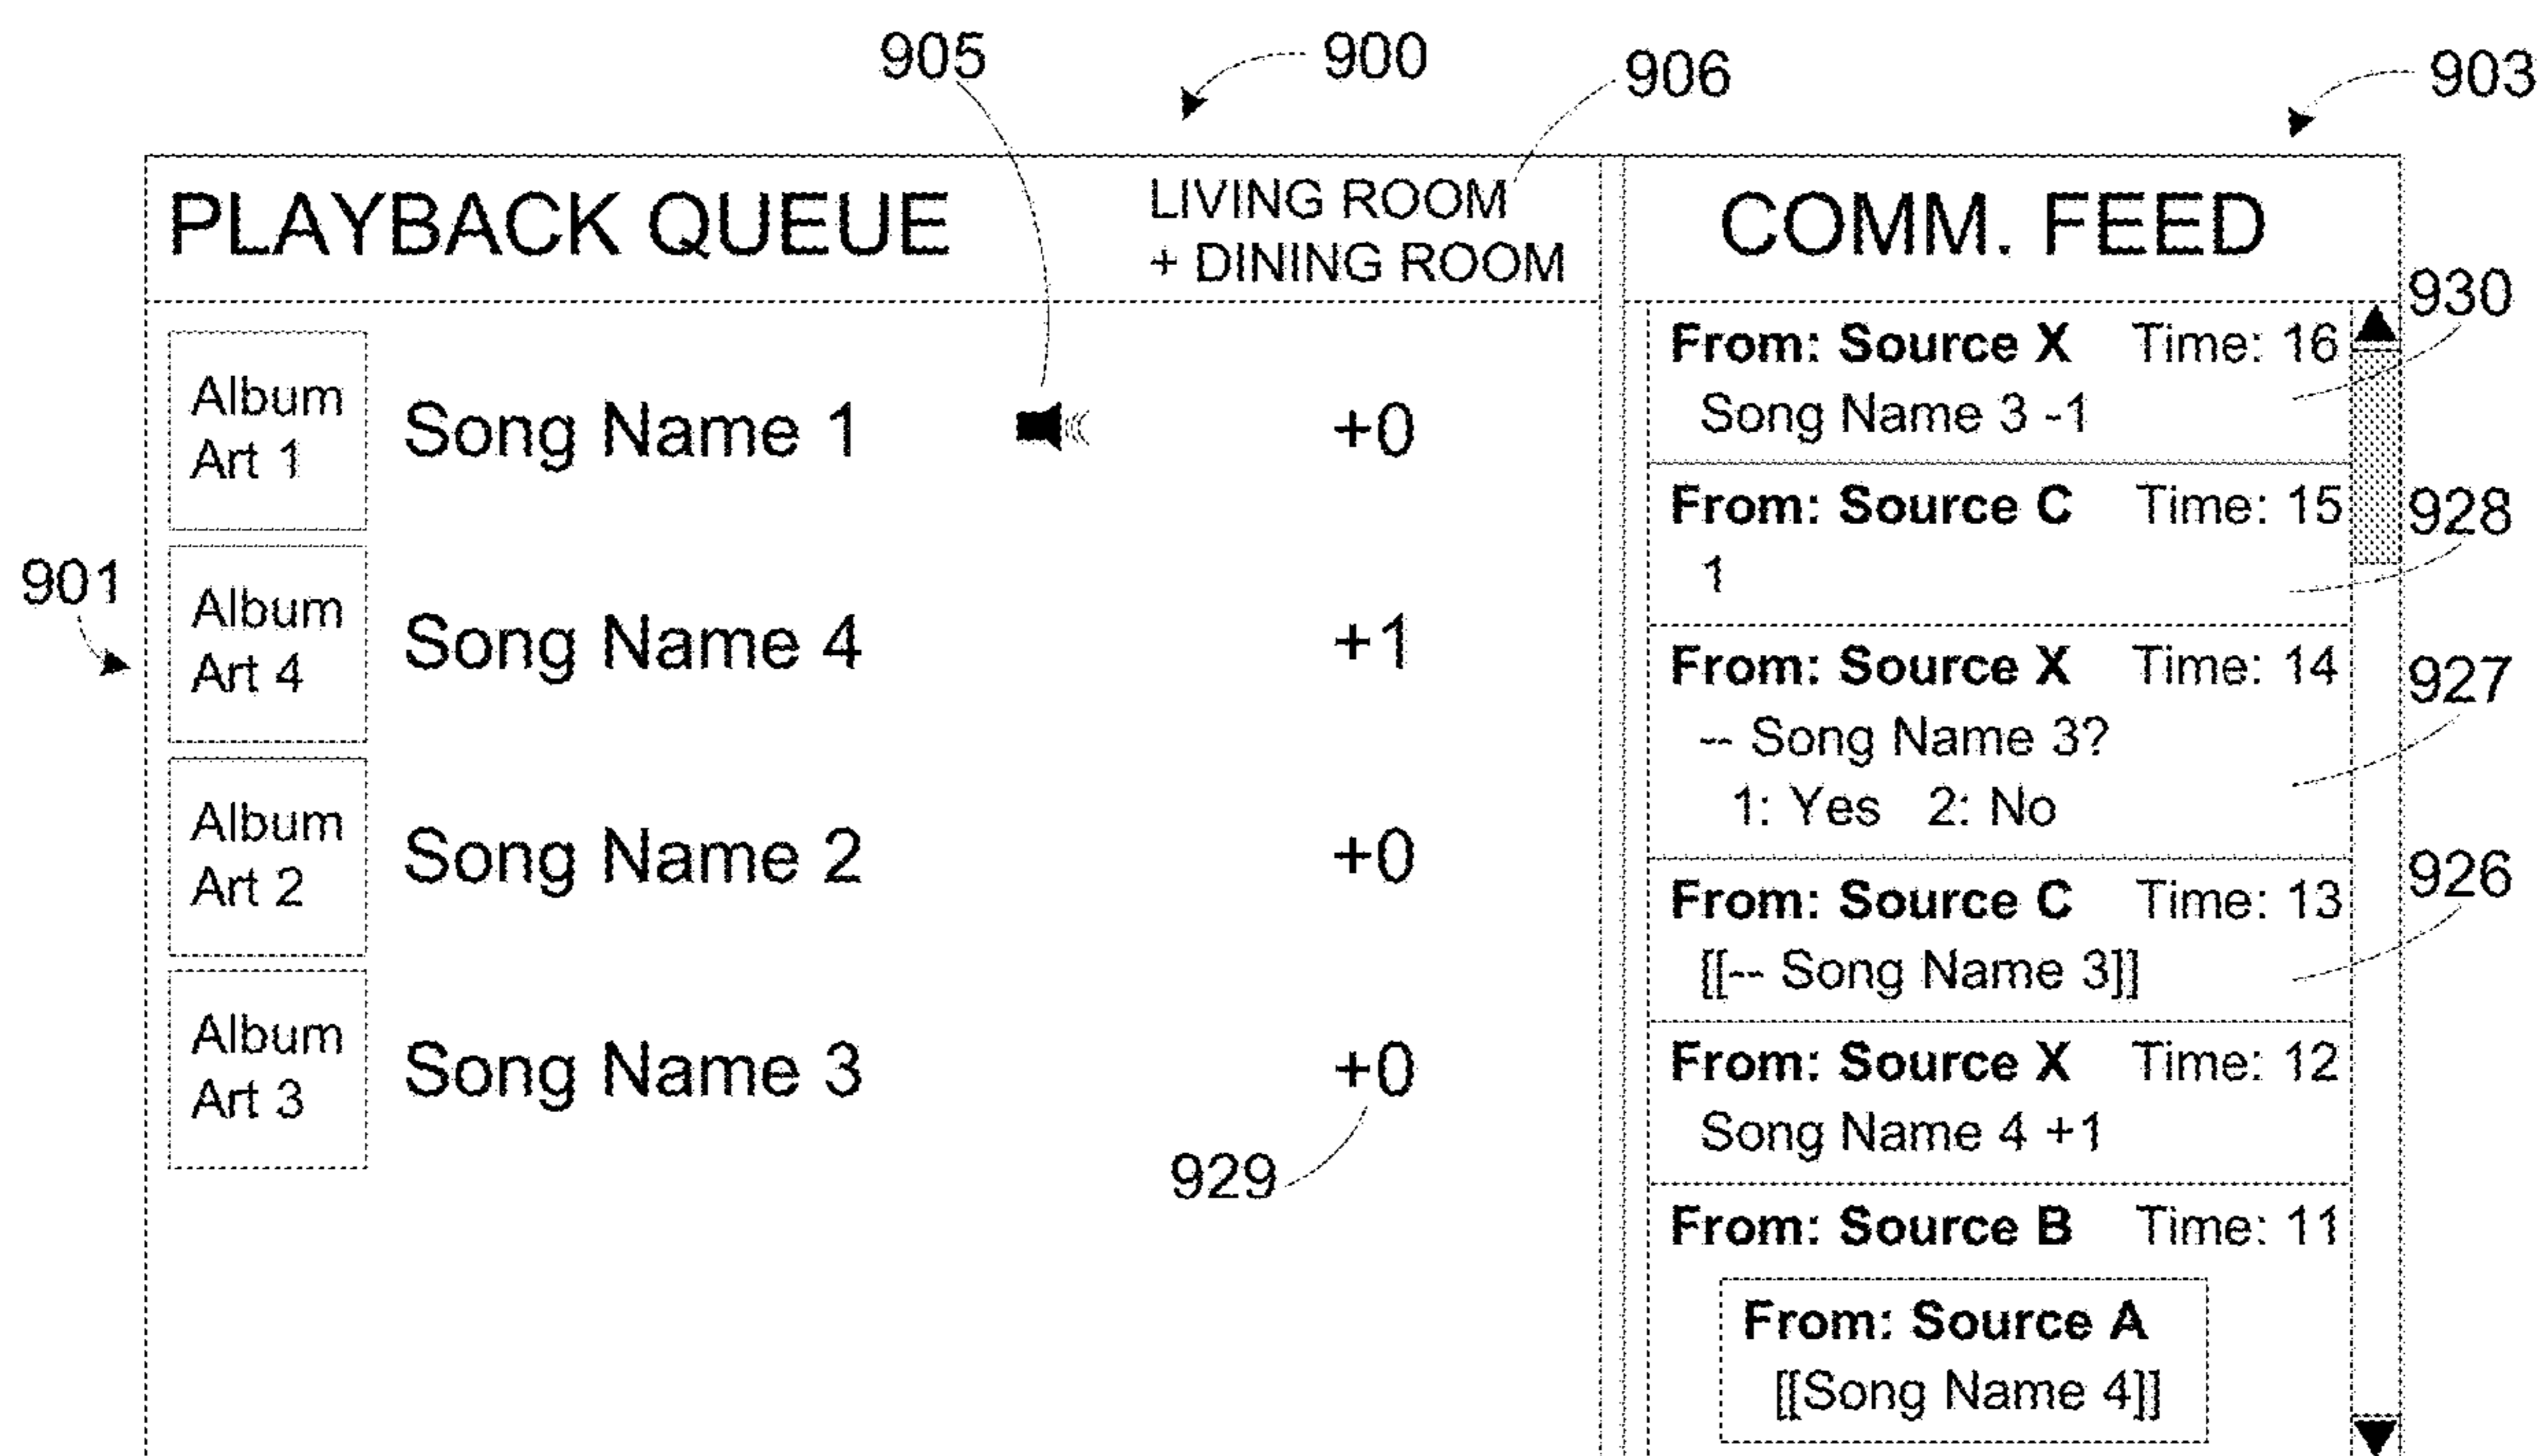 905
900
906
903
PLAYBACK QUEUE
LIVING ROOM
+ DINING ROOM
COMM. FEED
901
Album
Art 1
Song Name 1
+0
Album
Art 4
Song Name 4
+1
Album
Art 2
Song Name 2
+0
Album
Art 3
Song Name 3
+0
929
From: Source X Time: 16
Song Name 3 -1
930
From: Source C Time: 15
1
928
From: Source X Time: 14
-- Song Name 3?
1: Yes 2: No
927
From: Source C Time: 13
[[-- Song Name 3]]
926
From: Source X Time: 12
Song Name 4 +1
From: Source B Time: 11
From: Source A
[[Song Name 4]]